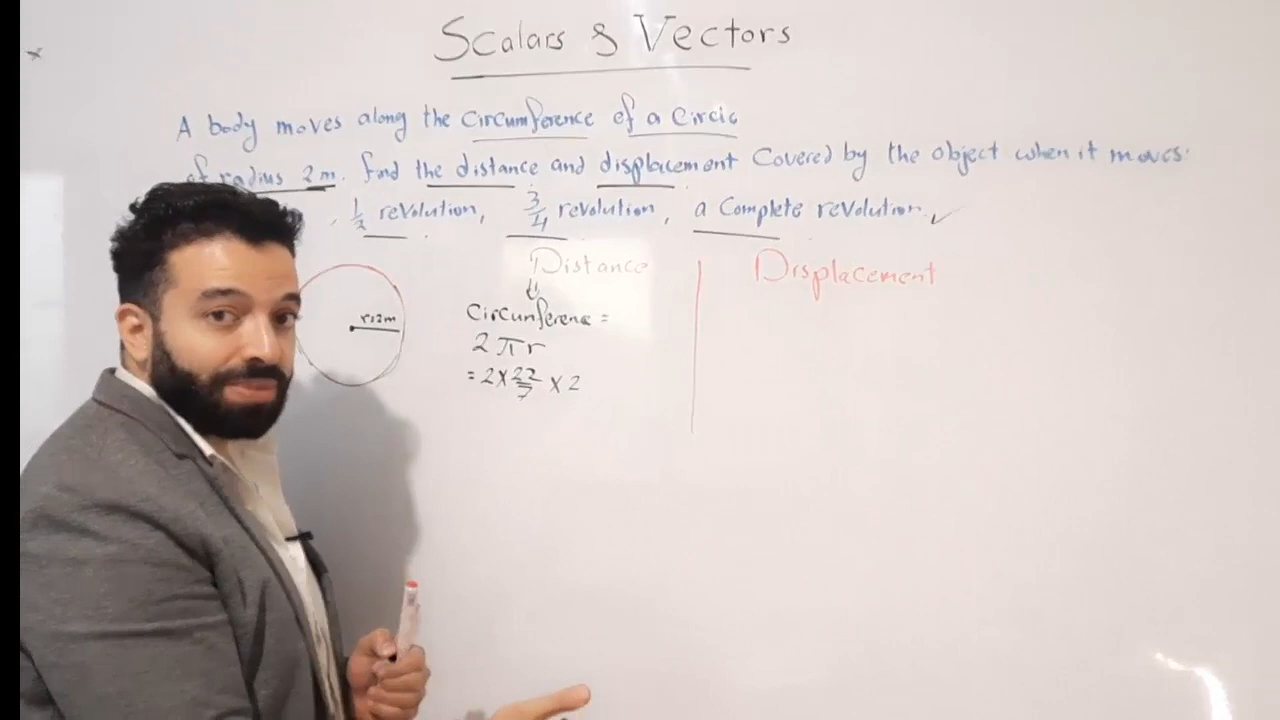 Scalars & Vectors
A body moves along the circumference of a Circle
of radius 2m. find the distance and displacement Covered by the object when it moves.
, 1/2 revolution, 3/4 revolution, a Complete revolution. ✓
Distance
Displacement
r=2m
Circumference =
2πr
= 2 × 22/7 × 2